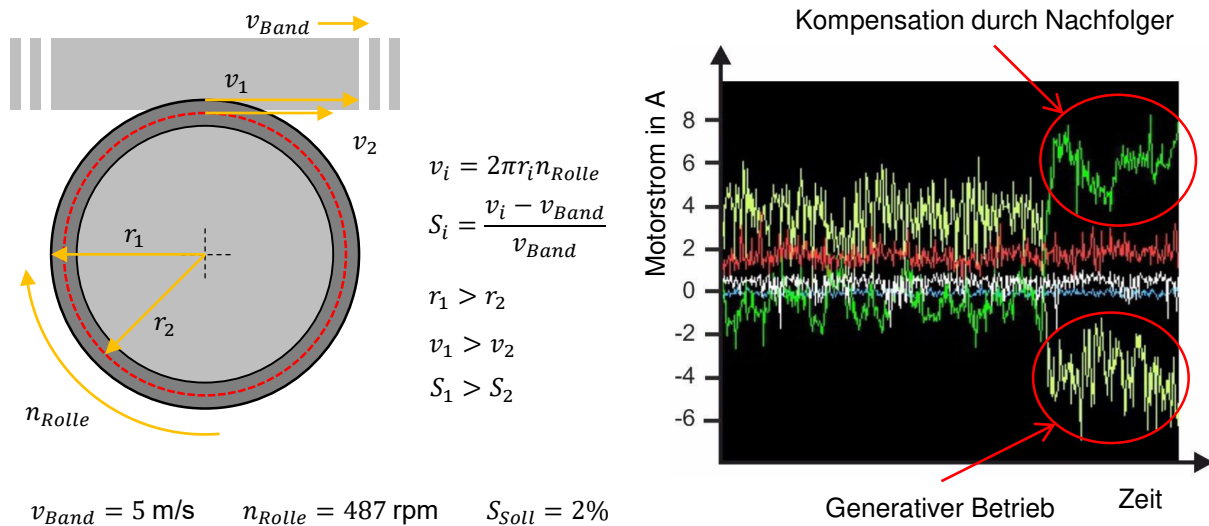 v_Band
v_1
v_2
r_1
r_2
n_Rolle
v_i = 2πr_i n_Rolle
S_i = (v_i − v_Band) / v_Band
r_1 > r_2
v_1 > v_2
S_1 > S_2
v_Band = 5 m/s n_Rolle = 487 rpm S_Soll = 2%
Kompensation durch Nachfolger
Motorstrom in A
8
6
4
2
0
-2
-4
-6
Generativer Betrieb
Zeit